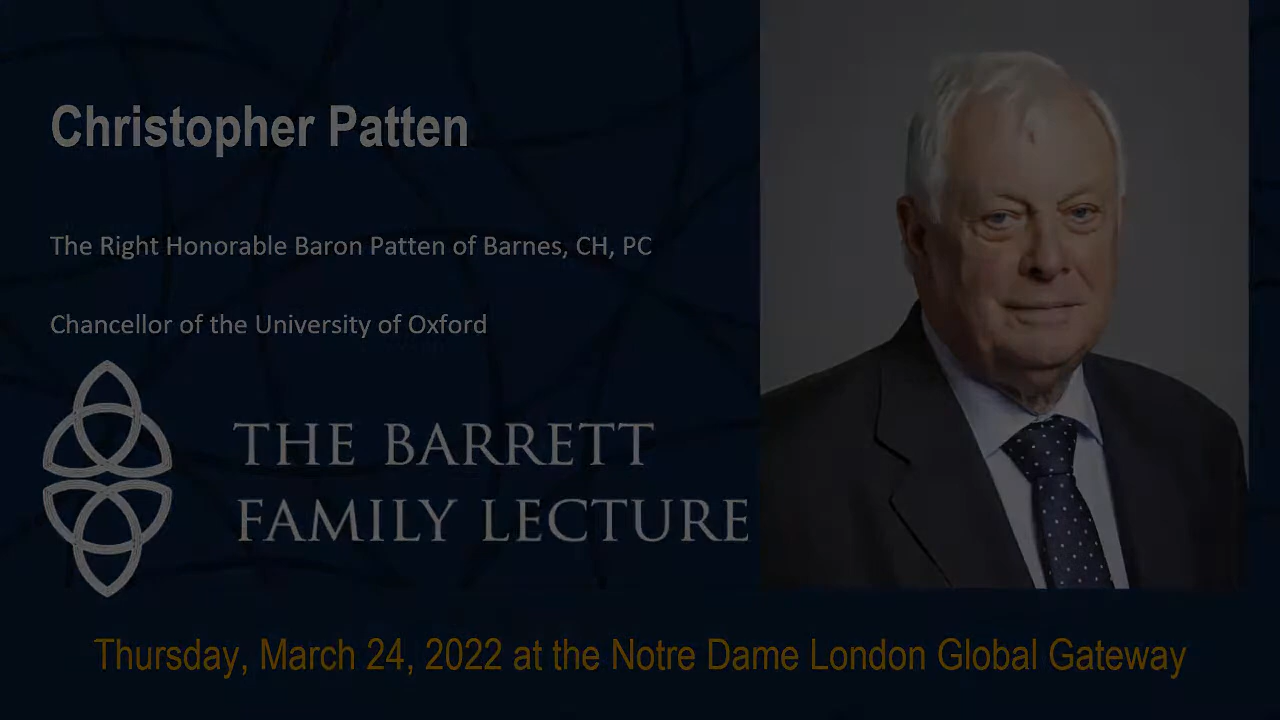 Christopher Patten
The Right Honorable Baron Patten of Barnes, CH, PC
Chancellor of the University of Oxford
THE BARRETT
FAMILY LECTURE
Thursday, March 24, 2022 at the Notre Dame London Global Gateway